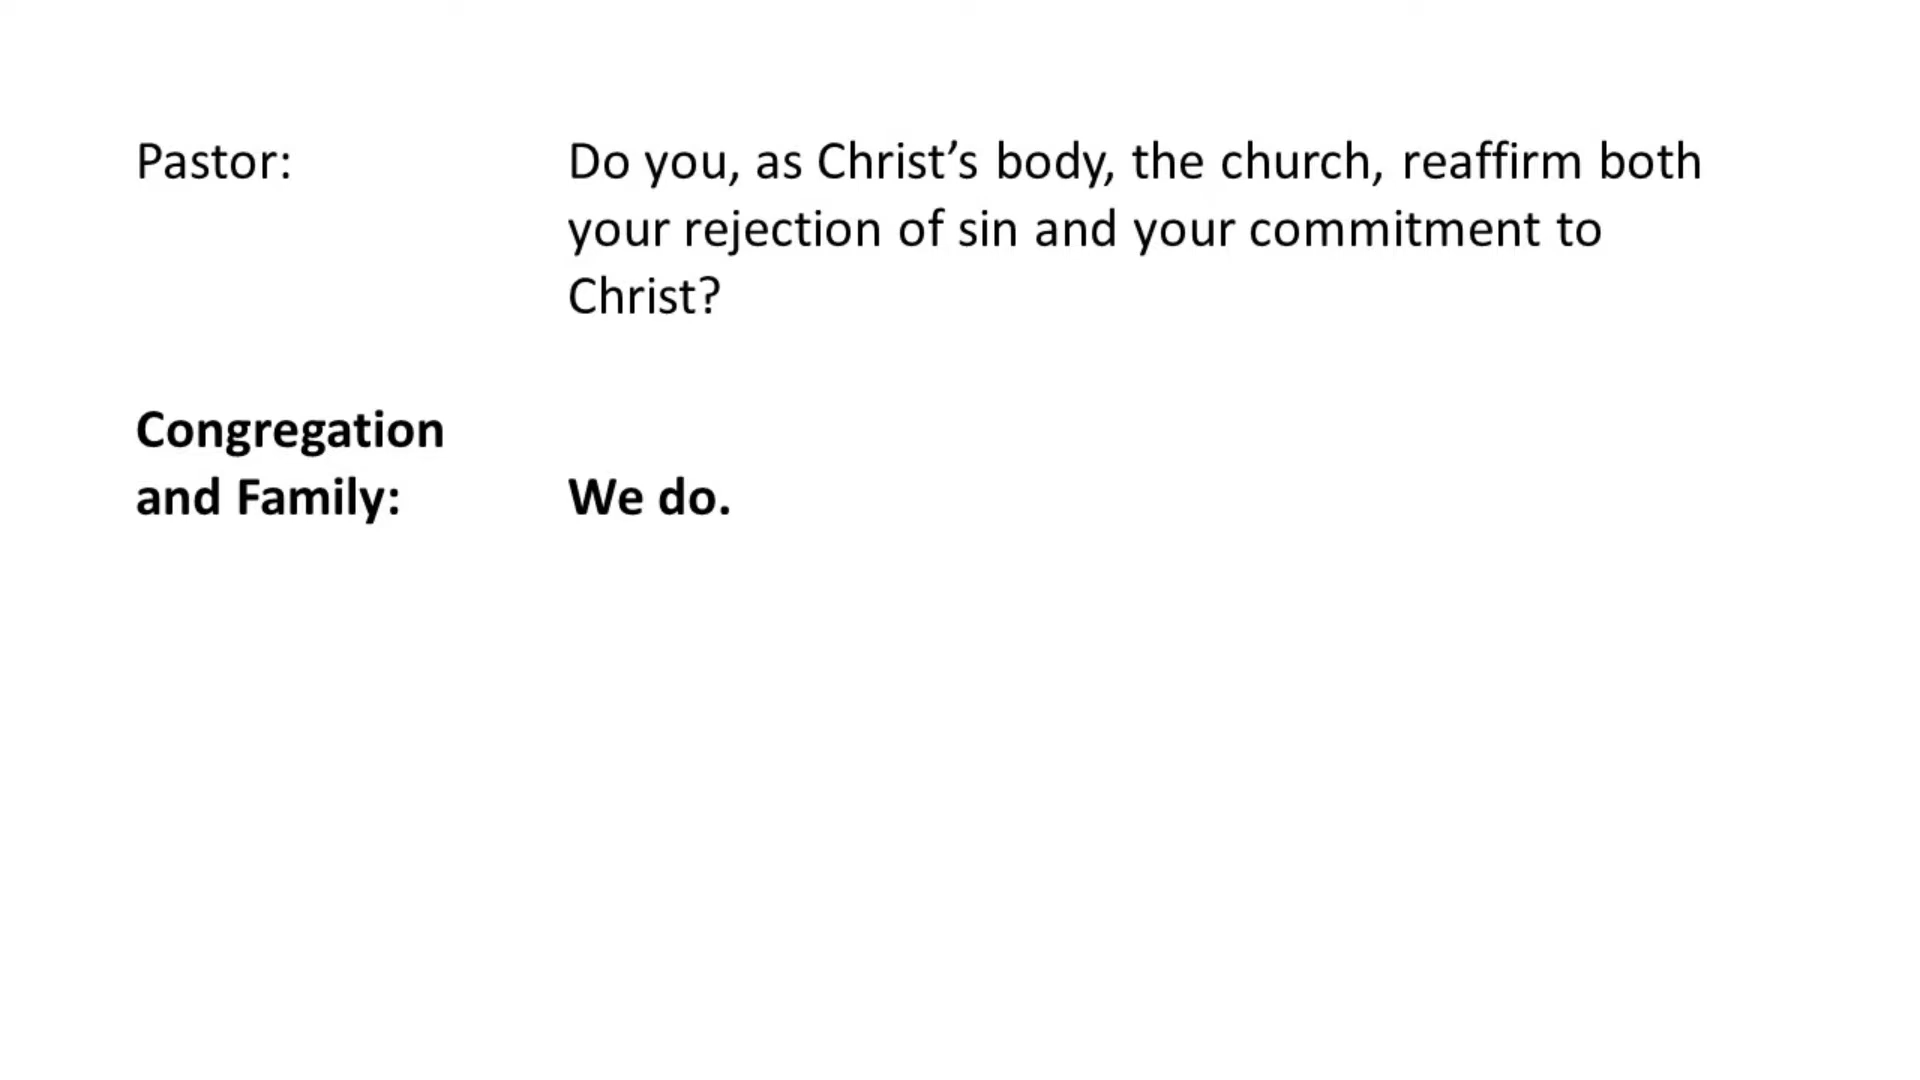 Pastor: Do you, as Christ’s body, the church, reaffirm both
your rejection of sin and your commitment to
Christ?
Congregation
and Family: We do.